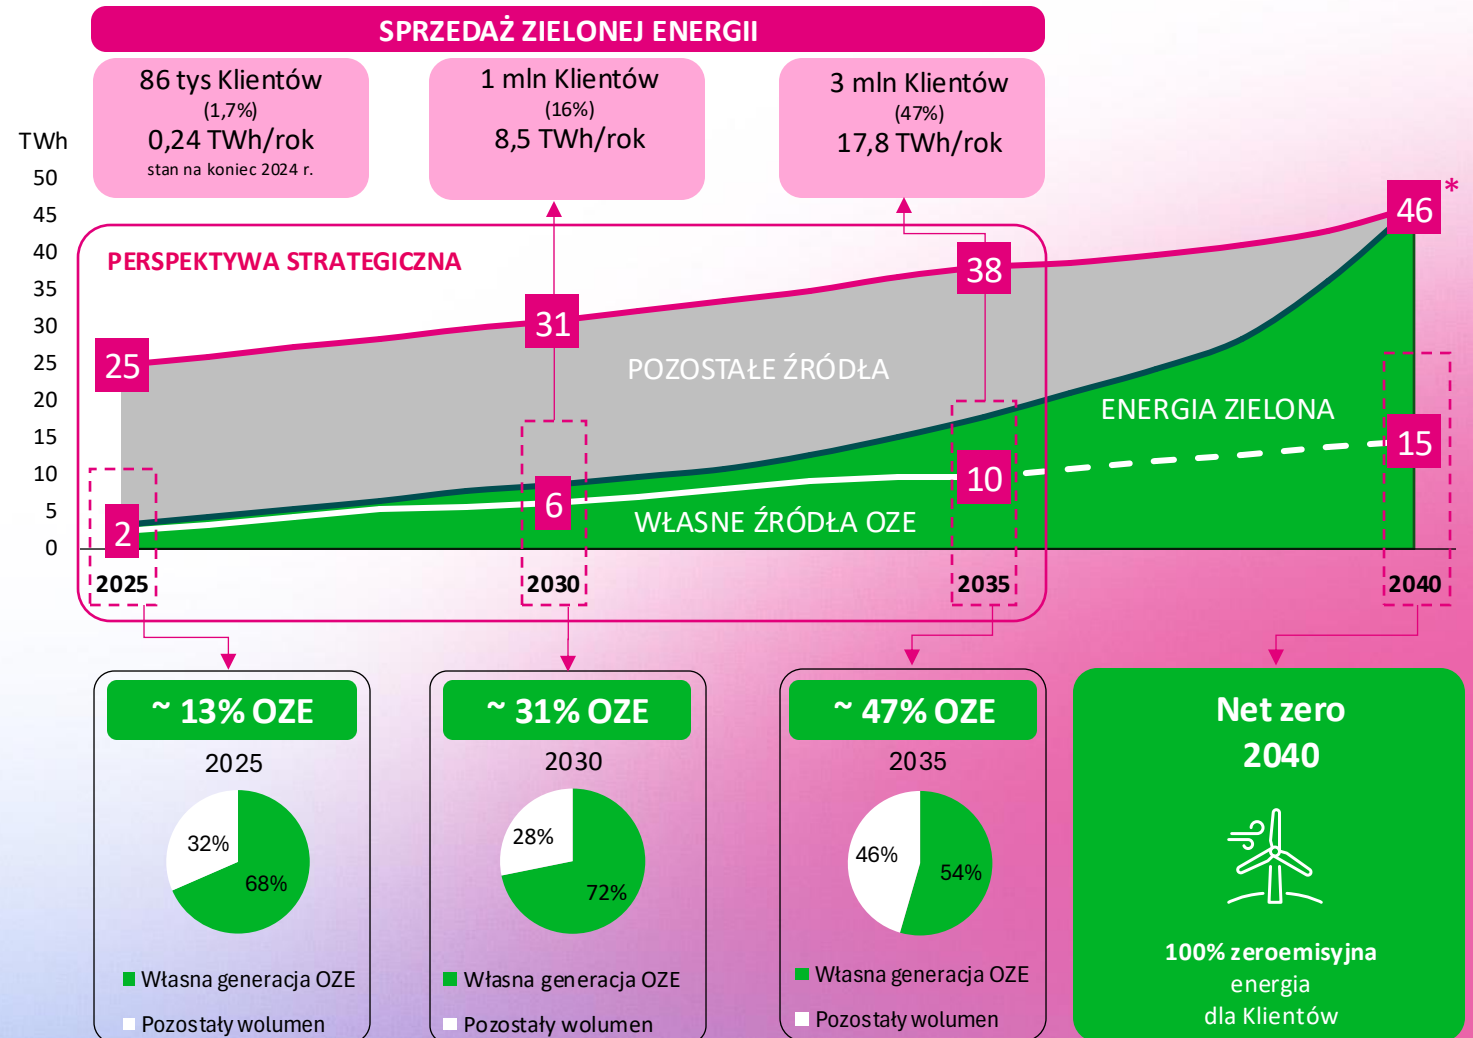 SPRZEDAŻ ZIELONEJ ENERGII
86 tys Klientów
(1,7%)
0,24 TWh/rok
stan na koniec 2024 r.
1 mln Klientów
(16%)
8,5 TWh/rok
3 mln Klientów
(47%)
17,8 TWh/rok
TWh
50
45
40
35
30
25
20
15
10
5
0
PERSPEKTYWA STRATEGICZNA
25
31
38
46
*
POZOSTAŁE ŹRÓDŁA
ENERGIA ZIELONA
WŁASNE ŹRÓDŁA OZE
2
6
10
15
2025
2030
2035
2040
~ 13% OZE
2025
32%
68%
Własna generacja OZE
Pozostały wolumen
~ 31% OZE
2030
28%
72%
Własna generacja OZE
Pozostały wolumen
~ 47% OZE
2035
46%
54%
Własna generacja OZE
Pozostały wolumen
Net zero
2040
100% zeroemisyjna
energia
dla Klientów